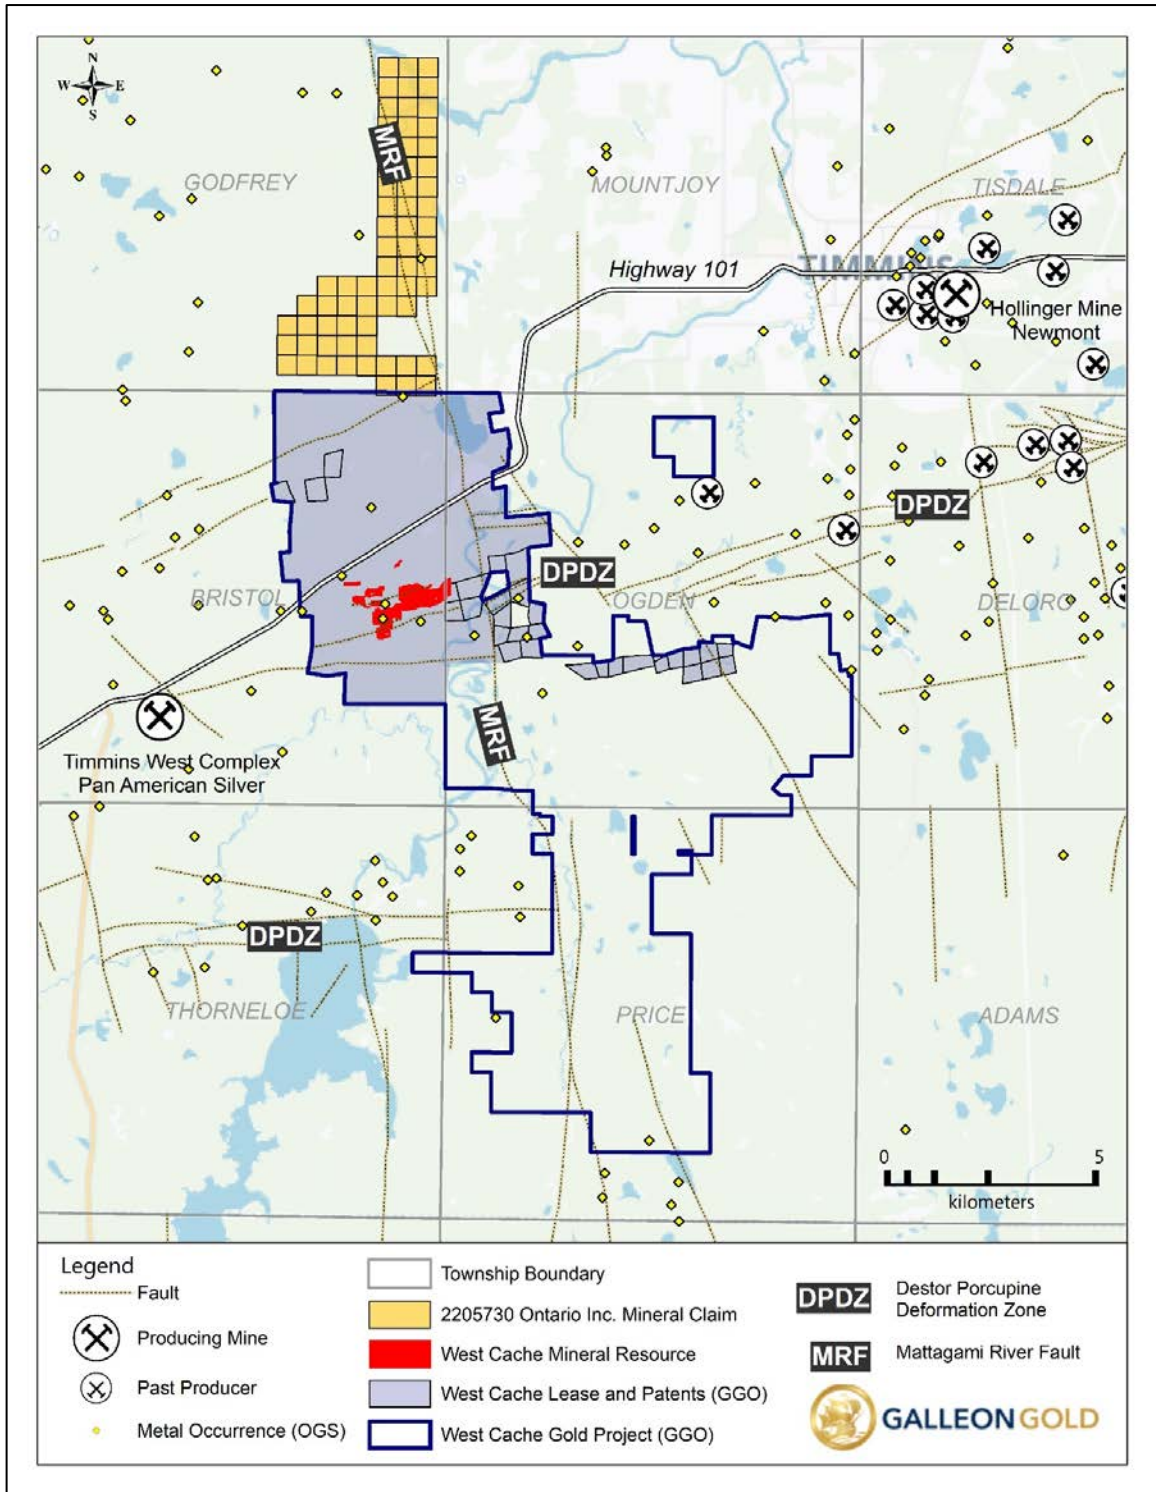 N
W E
S
MRF
GODFREY
MOUNTJOY
TISDALE
TIMMINS
Highway 101
Hollinger Mine
Newmont
DPDZ
DPDZ
BRISTOL
OGDEN
DELORO
MRF
Timmins West Complex
Pan American Silver
DPDZ
THORNELOE
PRICE
ADAMS
0 5
kilometers
Legend
Fault
Producing Mine
Past Producer
Metal Occurrence (OGS)
Township Boundary
2205730 Ontario Inc. Mineral Claim
West Cache Mineral Resource
West Cache Lease and Patents (GGO)
West Cache Gold Project (GGO)
DPDZ
Destor Porcupine
Deformation Zone
MRF
Mattagami River Fault
GALLEON GOLD